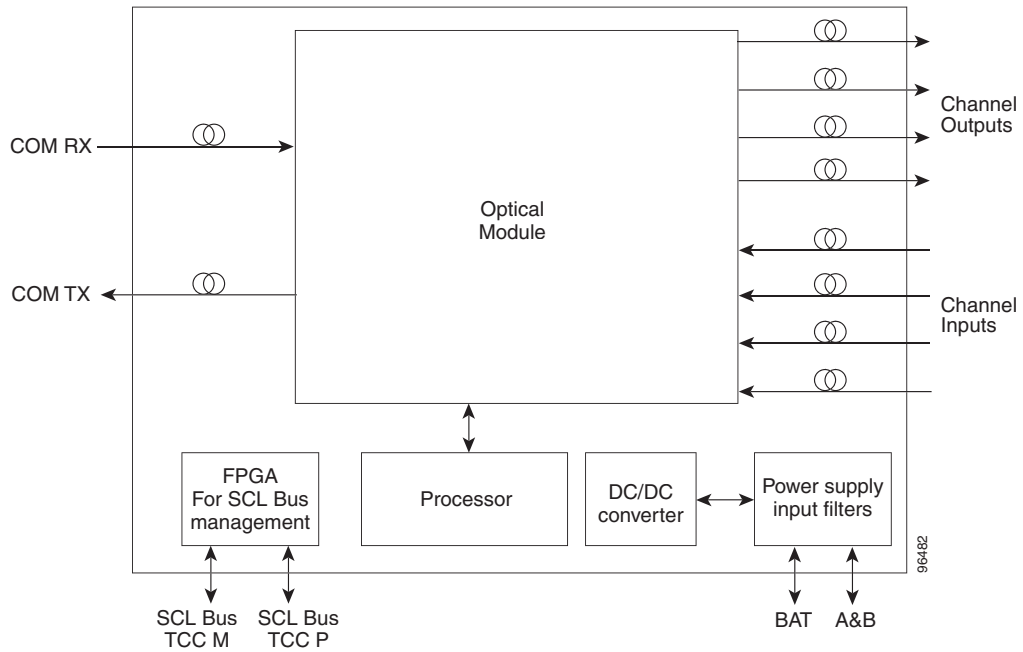 Channel
Outputs
COM RX
Optical
Module
COM TX
Channel
Inputs
FPGA
For SCL Bus
management
Processor
DC/DC
converter
Power supply
input filters
96482
SCL Bus
TCC M
SCL Bus
TCC P
BAT
A&B